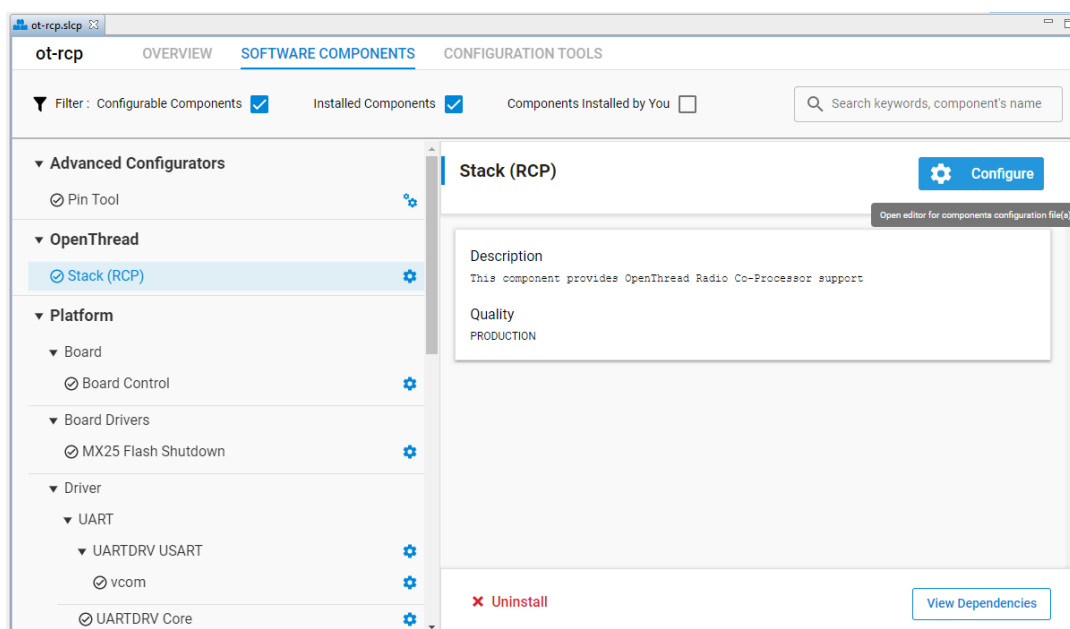 ot-rcp.slcp
ot-rcp OVERVIEW SOFTWARE COMPONENTS CONFIGURATION TOOLS
Filter : Configurable Components Installed Components Components Installed by You Search keywords, component's name
Advanced Configurators
Pin Tool
OpenThread
Stack (RCP)
Platform
Board
Board Control
Board Drivers
MX25 Flash Shutdown
Driver
UART
UARTDRV USART
vcom
UARTDRV Core
Stack (RCP)
Configure
Open editor for components configuration file(s)
Description
This component provides OpenThread Radio Co-Processor support
Quality
PRODUCTION
Uninstall
View Dependencies